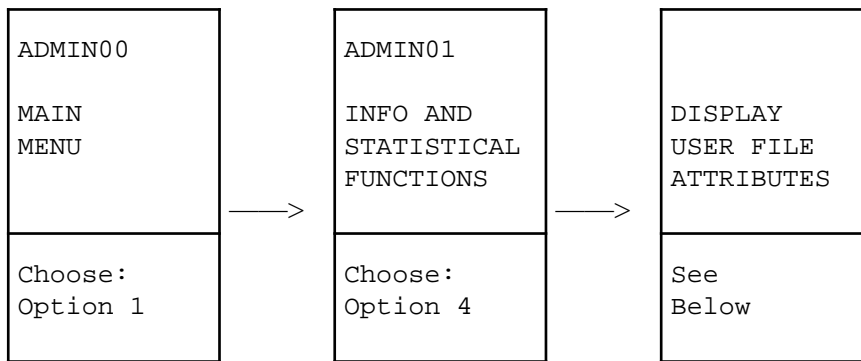 ADMIN00
MAIN
MENU
Choose:
Option 1
ADMIN01
INFO AND
STATISTICAL
FUNCTIONS
Choose:
Option 4
DISPLAY
USER FILE
ATTRIBUTES
See
Below